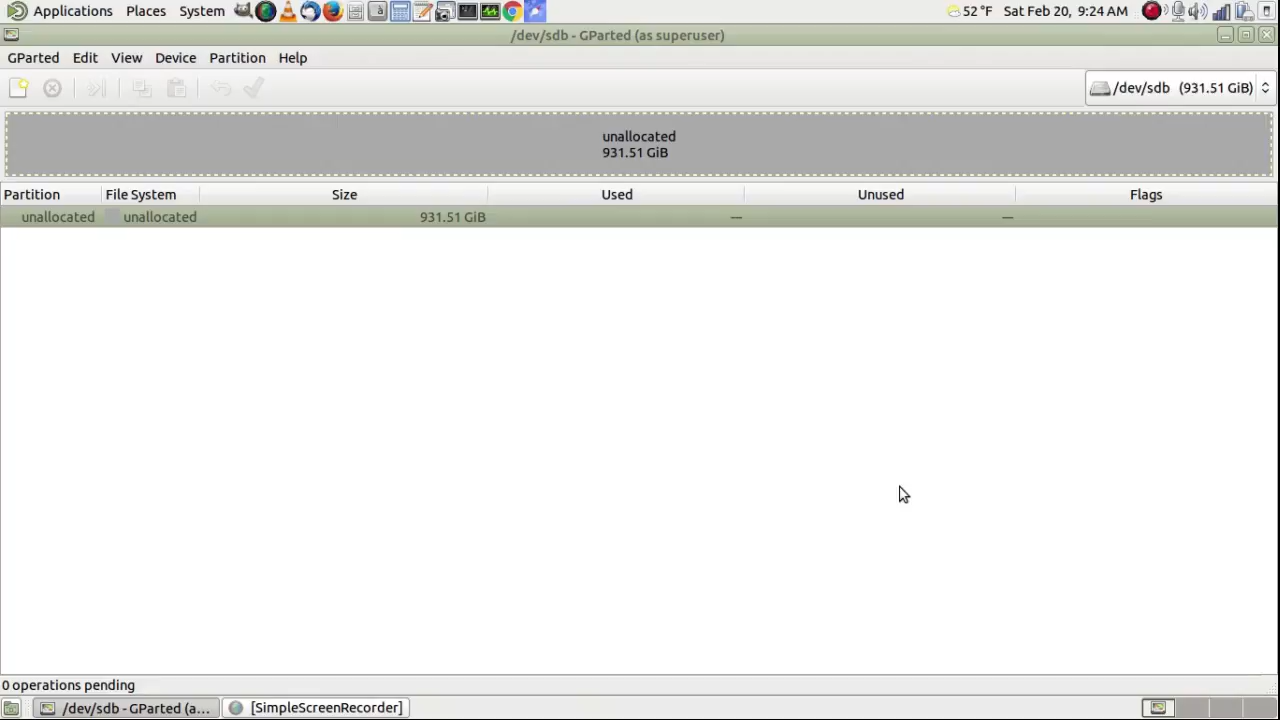 Applications Places System 52 °F Sat Feb 20, 9:24 AM
/dev/sdb - GParted (as superuser)
GParted Edit View Device Partition Help
/dev/sdb (931.51 GiB)
unallocated
931.51 GiB
Partition File System Size Used Unused Flags
unallocated unallocated 931.51 GiB — —
0 operations pending
/dev/sdb - GParted (a... [SimpleScreenRecorder]